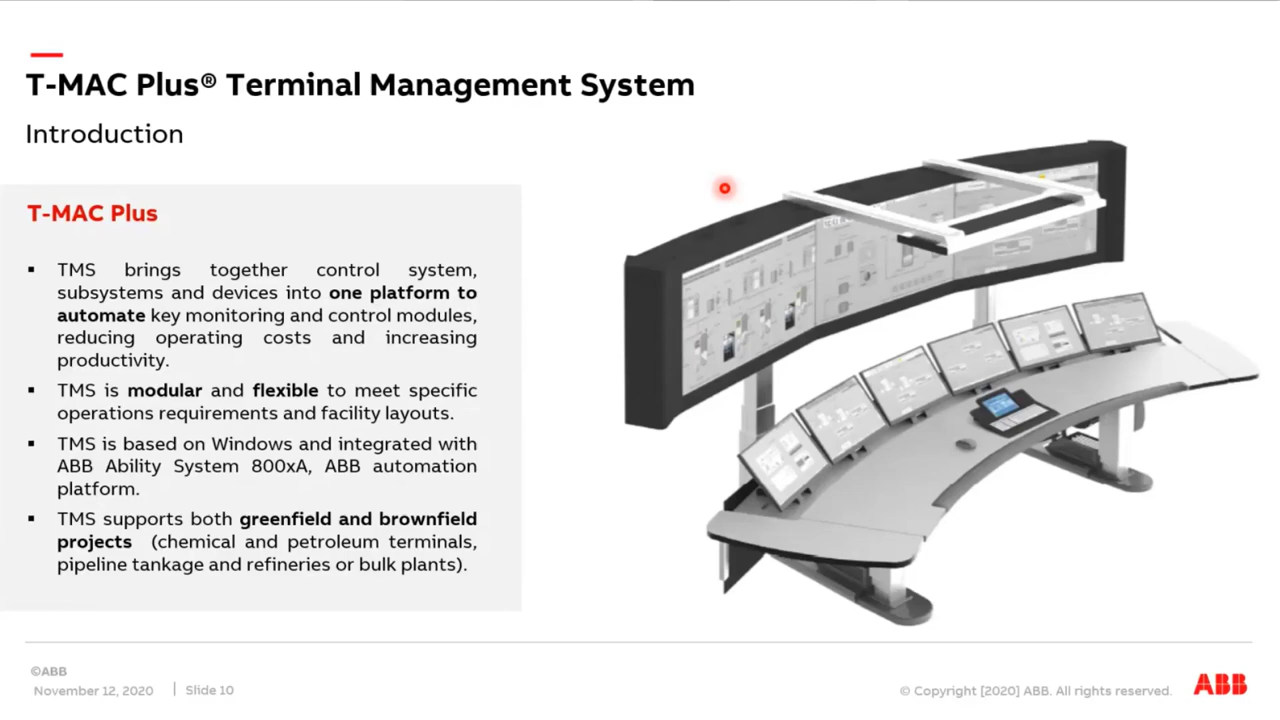 T-MAC Plus® Terminal Management System
Introduction
T-MAC Plus
▪ TMS brings together control system,
subsystems and devices into one platform to
automate key monitoring and control modules,
reducing operating costs and increasing
productivity.
▪ TMS is modular and flexible to meet specific
operations requirements and facility layouts.
▪ TMS is based on Windows and integrated with
ABB Ability System 800xA, ABB automation
platform.
▪ TMS supports both greenfield and brownfield
projects (chemical and petroleum terminals,
pipeline tankage and refineries or bulk plants).
©ABB
November 12, 2020 | Slide 10
© Copyright [2020] ABB. All rights reserved.
ABB